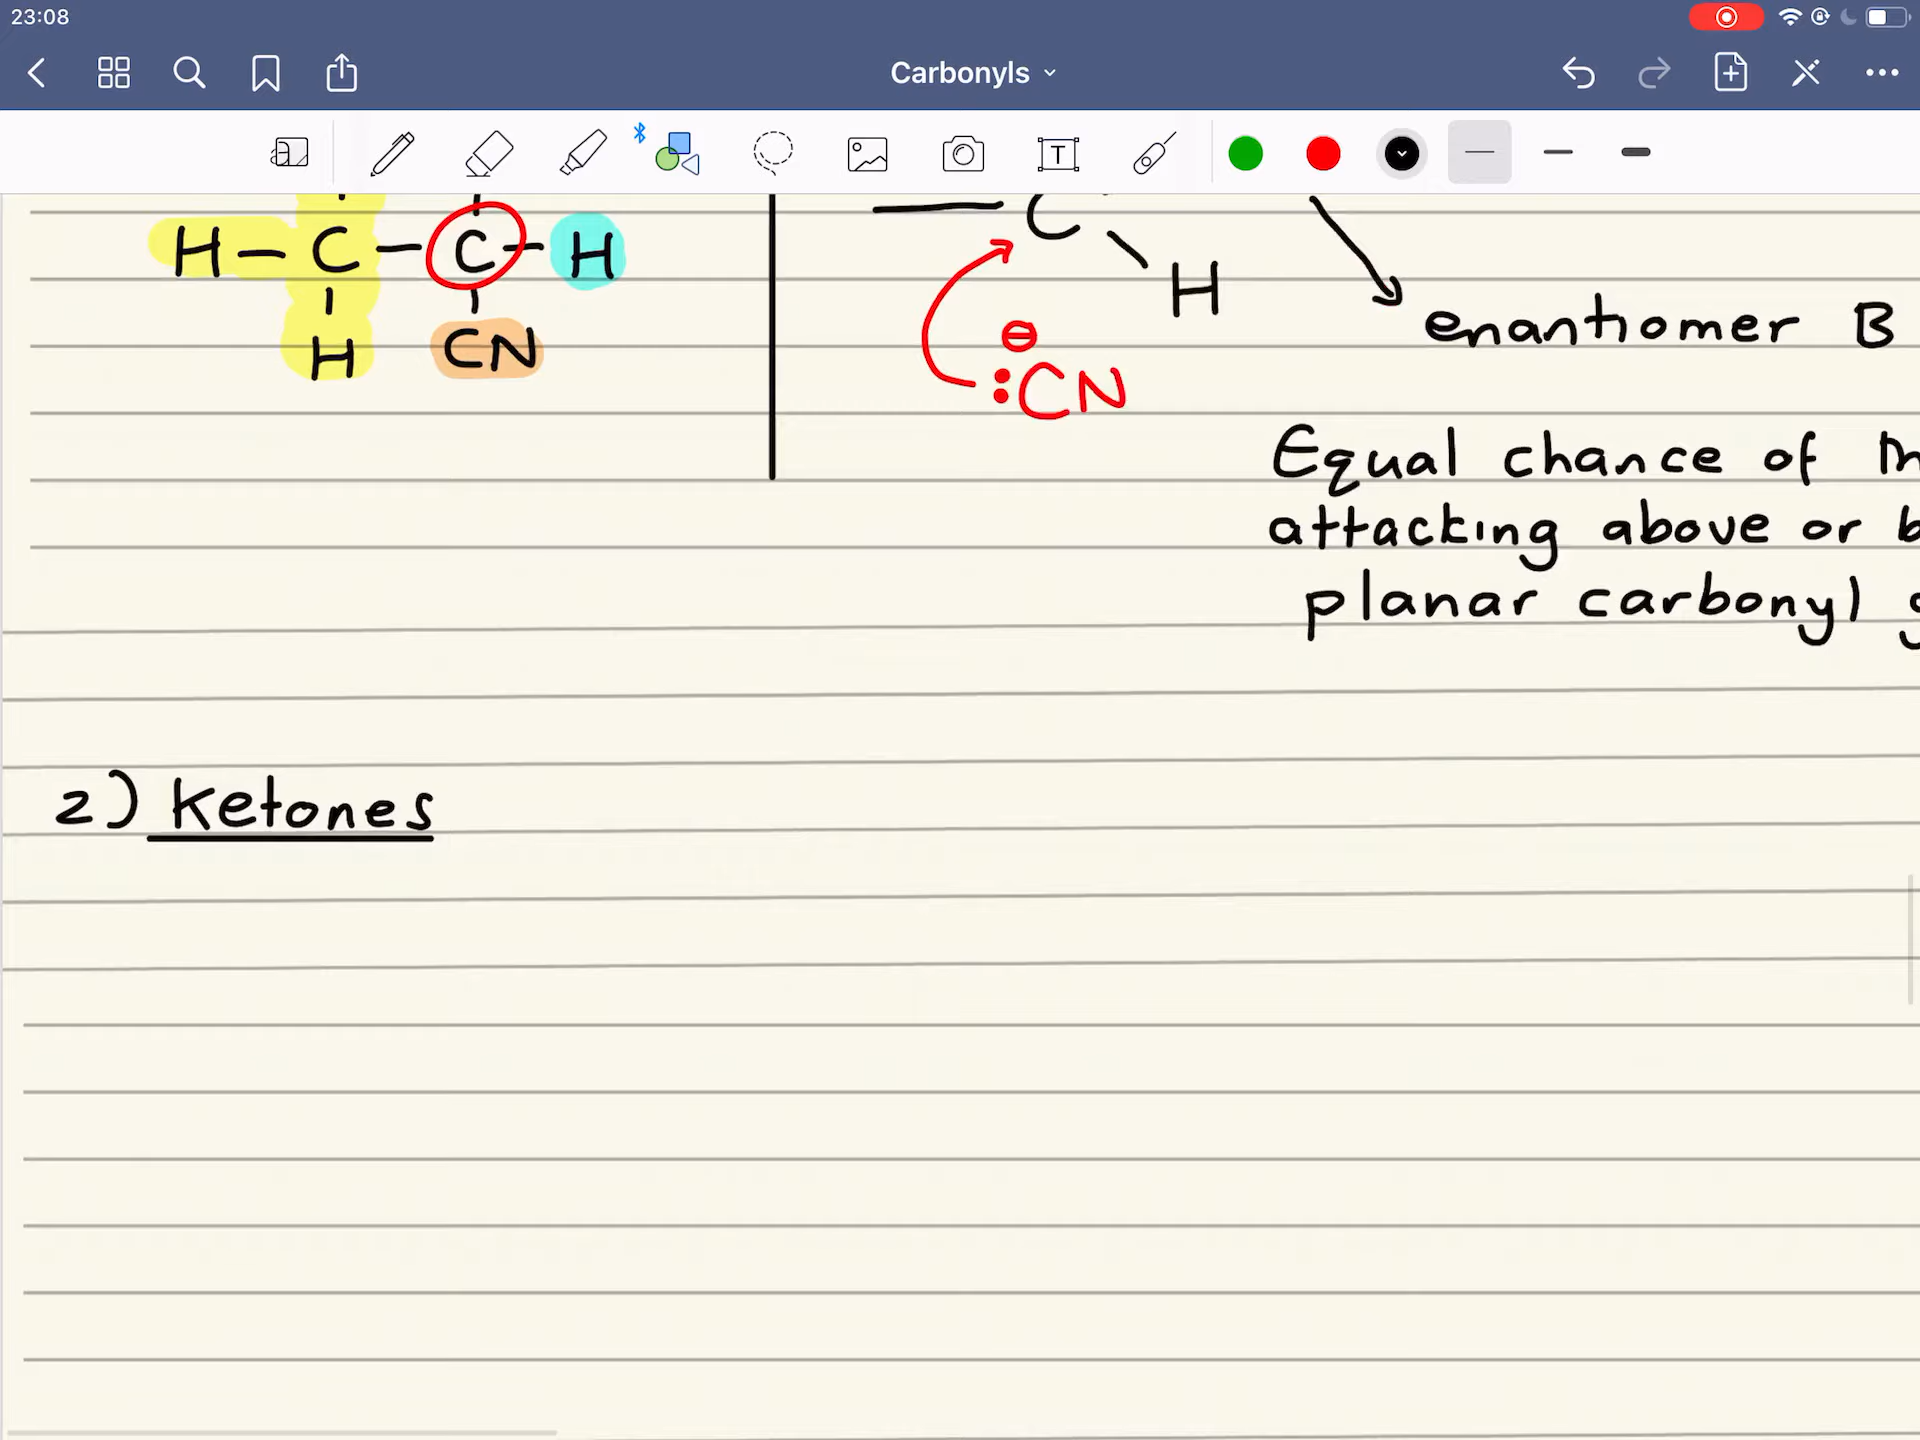 23:08
Carbonyls
a
T
H – C – C – H
H CN
C
H
⊖
:CN
enantiomer B
Equal chance of
attacking above or
planar carbonyl
2) Ketones